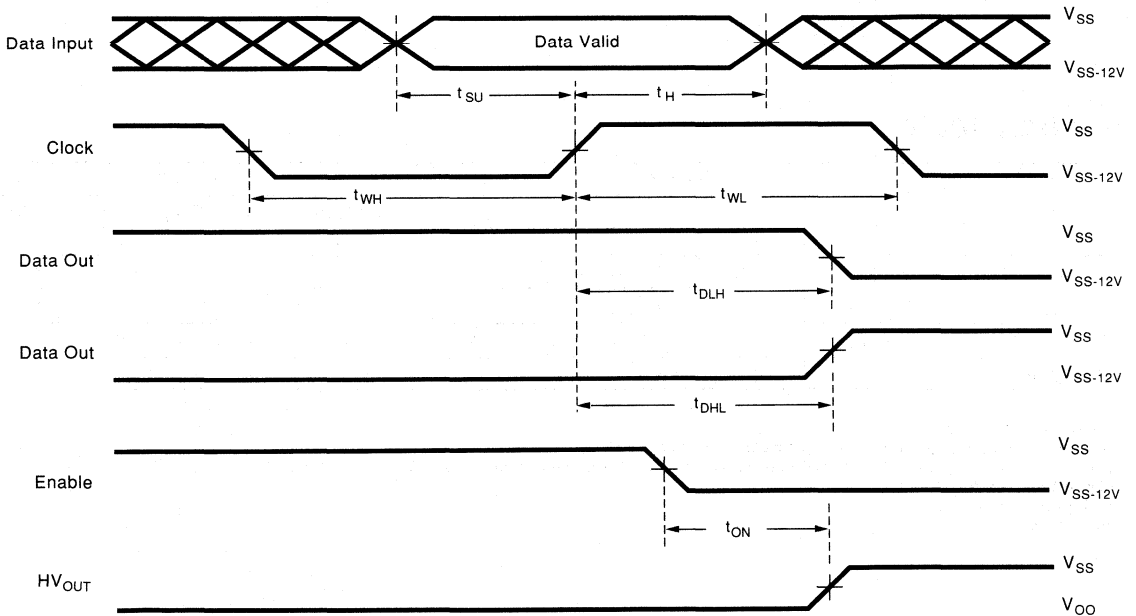 V_SS
Data Input Data Valid
V_SS-12V
t_SU t_H
V_SS
Clock
V_SS-12V
t_WH t_WL
V_SS
Data Out
V_SS-12V
t_DLH
V_SS
Data Out
V_SS-12V
t_DHL
V_SS
Enable
V_SS-12V
t_ON
V_SS
HV_OUT
V_OO